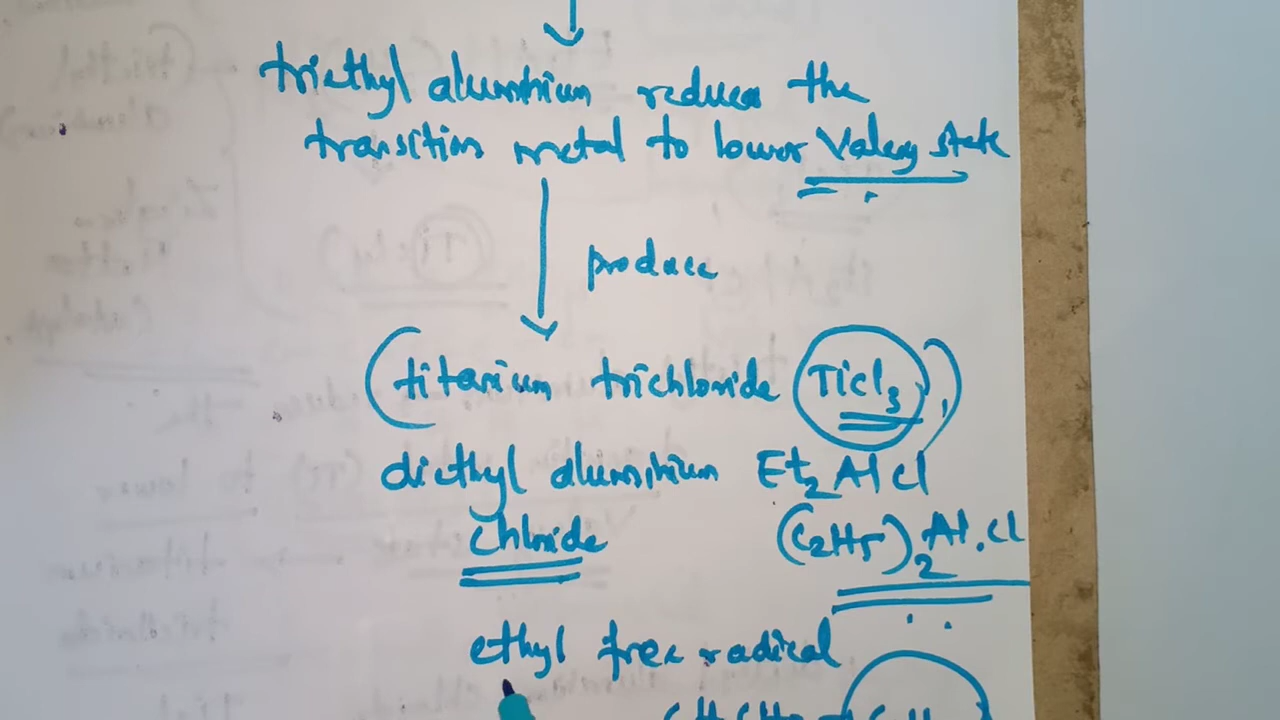 triethyl aluminium reduces the
transition metal to lower Valency state
produce
(titanium trichloride (TiCl3),)
diethyl aluminium Et2AlCl
chloride (C2H5)2Al.Cl
ethyl free radical